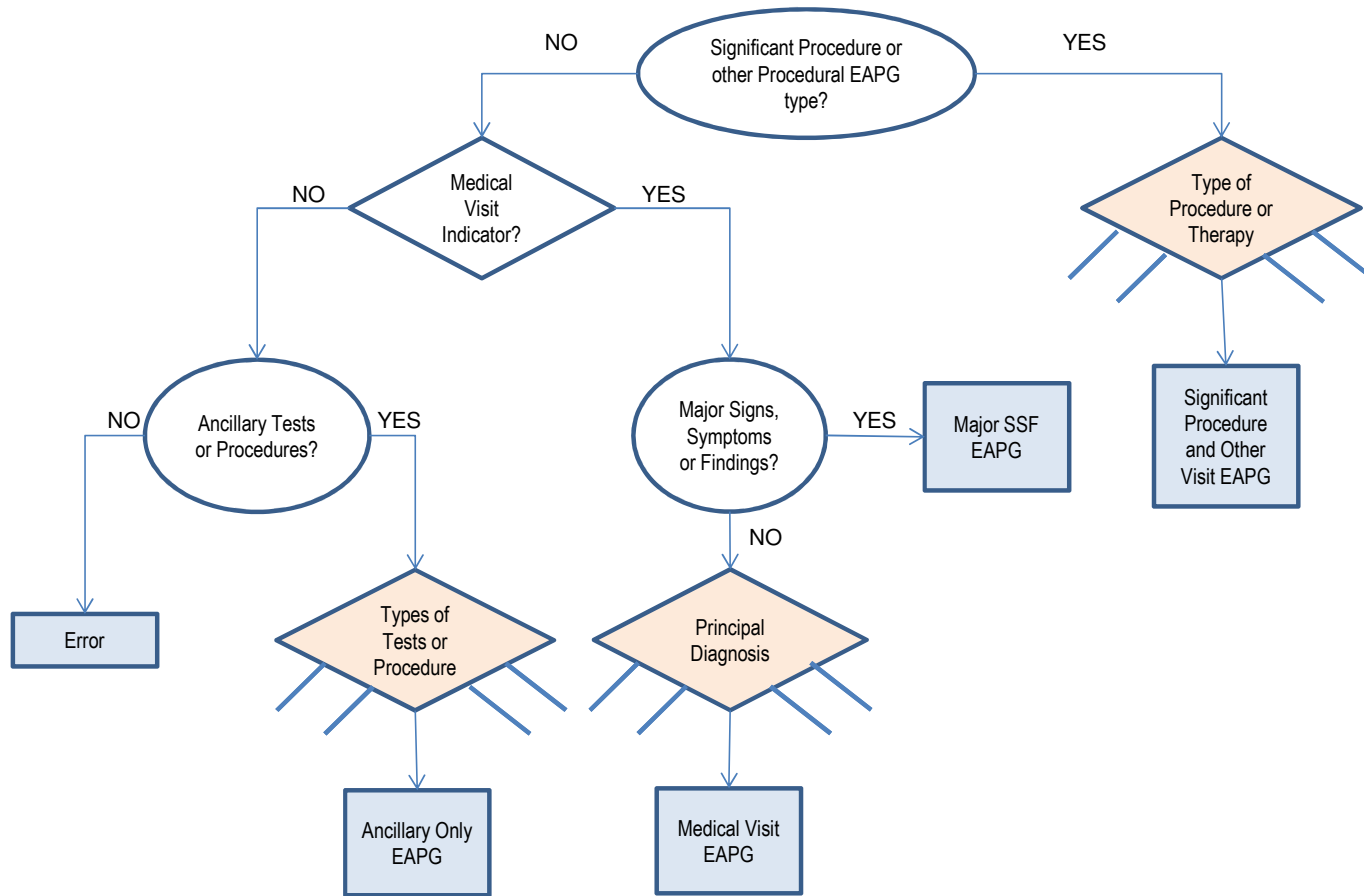 NO
Significant Procedure or
other Procedural EAPG
type?
YES
NO
Medical
Visit
Indicator?
YES
Type of
Procedure or
Therapy
NO
Ancillary Tests
or Procedures?
YES
Major Signs,
Symptoms
or Findings?
YES
Major SSF
EAPG
Significant
Procedure
and Other
Visit EAPG
NO
Error
Types of
Tests or
Procedure
Principal
Diagnosis
Ancillary Only
EAPG
Medical Visit
EAPG